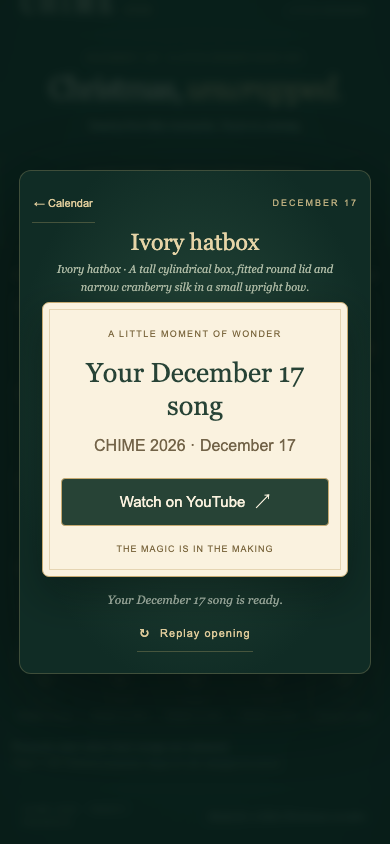 ← Calendar
DECEMBER 17
Ivory hatbox
Ivory hatbox · A tall cylindrical box, fitted round lid and
narrow cranberry silk in a small upright bow.
A LITTLE MOMENT OF WONDER
Your December 17
song
CHIME 2026 · December 17
Watch on YouTube ↗
THE MAGIC IS IN THE MAKING
Your December 17 song is ready.
↻ Replay opening